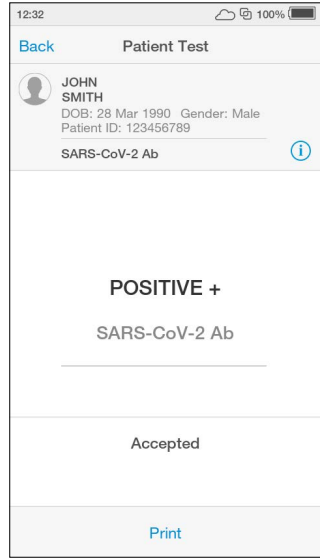 12:32 100%
Back Patient Test
JOHN
SMITH
DOB: 28 Mar 1990 Gender: Male
Patient ID: 123456789
SARS-CoV-2 Ab
POSITIVE +
SARS-CoV-2 Ab
Accepted
Print